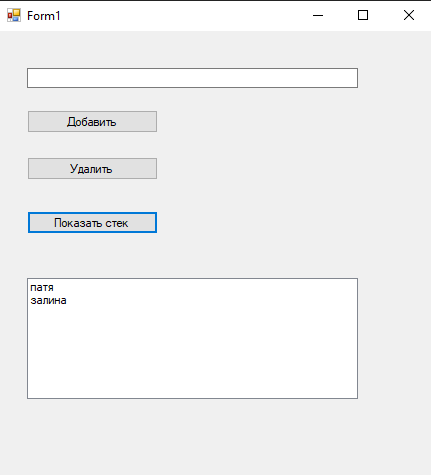 Form1
Добавить
Удалить
Показать стек
патя
залина